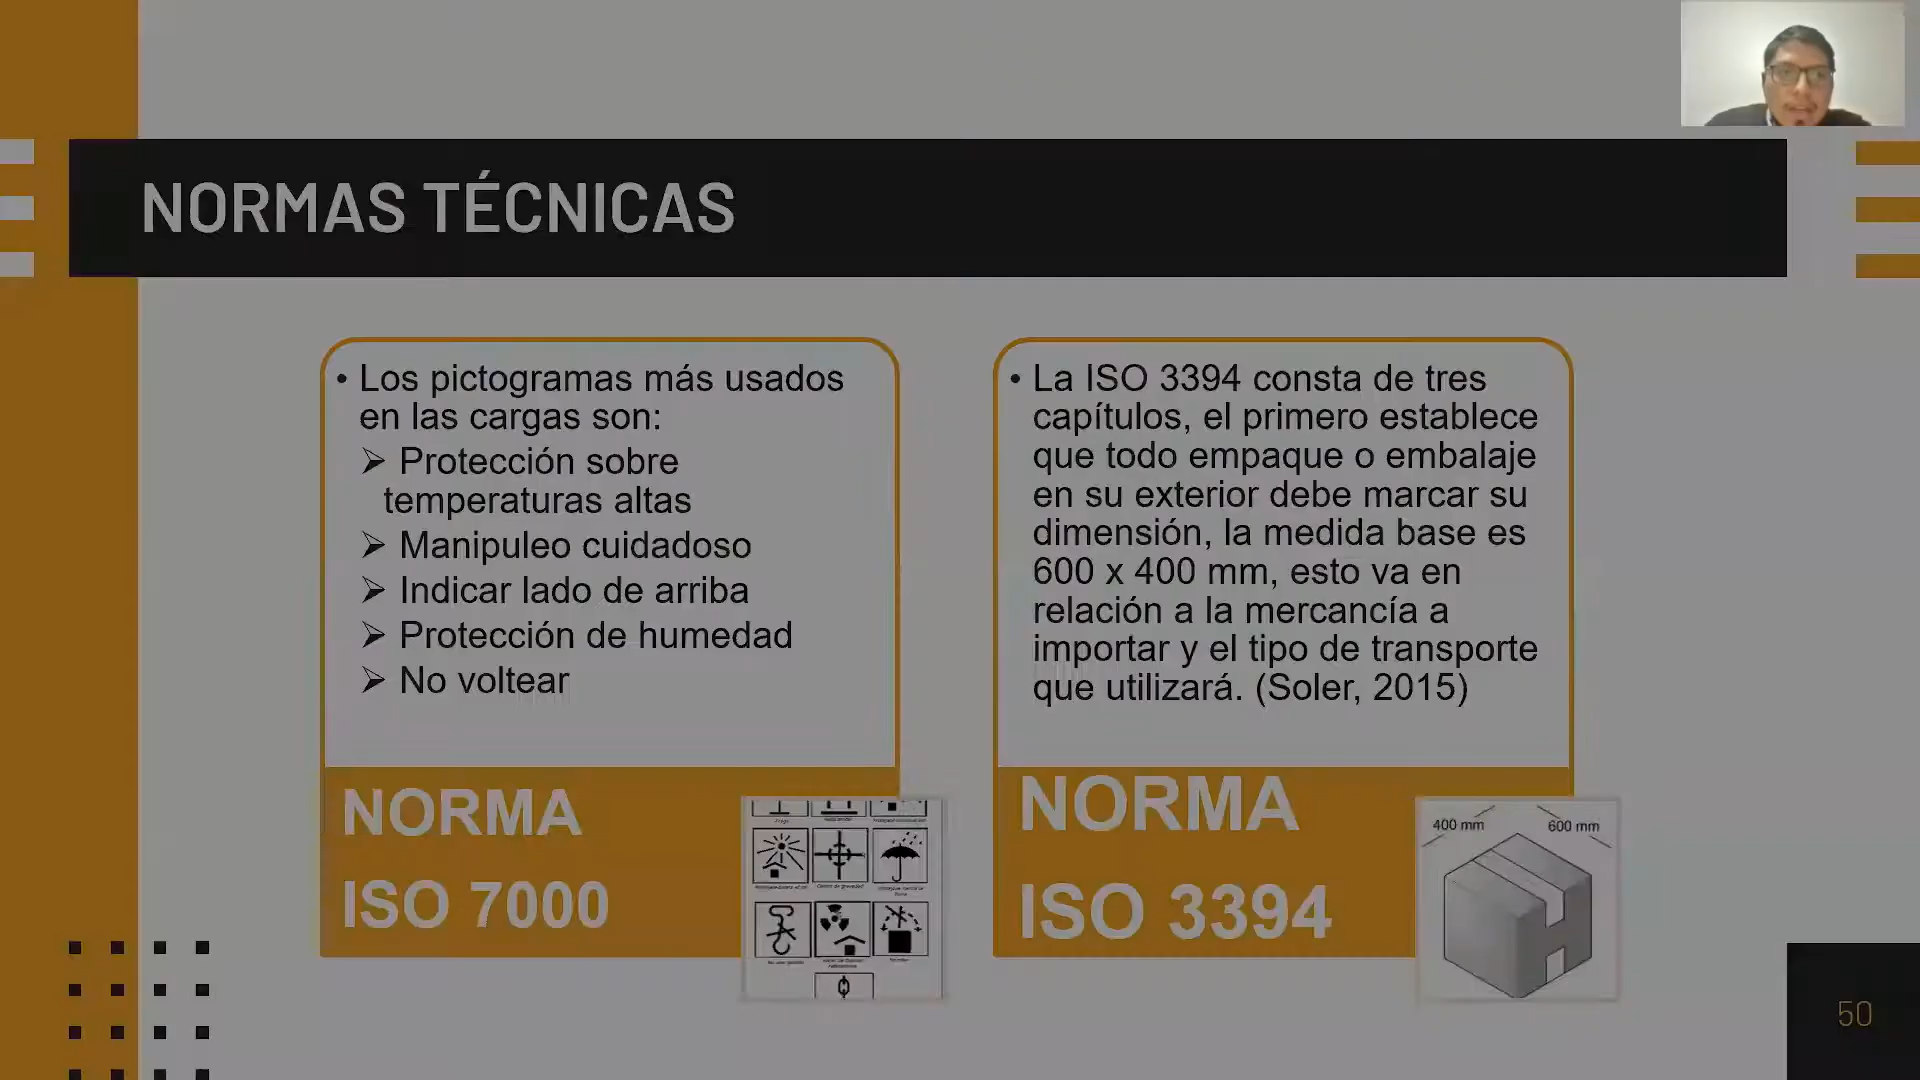 NORMAS TÉCNICAS
• Los pictogramas más usados
en las cargas son:
➢ Protección sobre
temperaturas altas
➢ Manipuleo cuidadoso
➢ Indicar lado de arriba
➢ Protección de humedad
➢ No voltear
NORMA
ISO 7000
• La ISO 3394 consta de tres
capítulos, el primero establece
que todo empaque o embalaje
en su exterior debe marcar su
dimensión, la medida base es
600 x 400 mm, esto va en
relación a la mercancía a
importar y el tipo de transporte
que utilizará. (Soler, 2015)
NORMA
ISO 3394
400 mm
600 mm
50